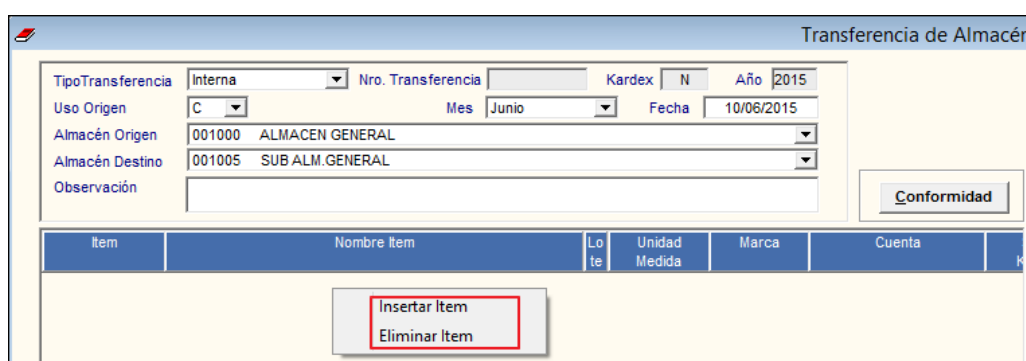 Transferencia de Almacén
TipoTransferencia Interna Nro. Transferencia Kardex N Año 2015
Uso Origen C Mes Junio Fecha 10/06/2015
Almacén Origen 001000 ALMACEN GENERAL
Almacén Destino 001005 SUB ALM.GENERAL
Observación
Conformidad
Item Nombre Item Lo te Unidad Medida Marca Cuenta K
Insertar Item
Eliminar Item